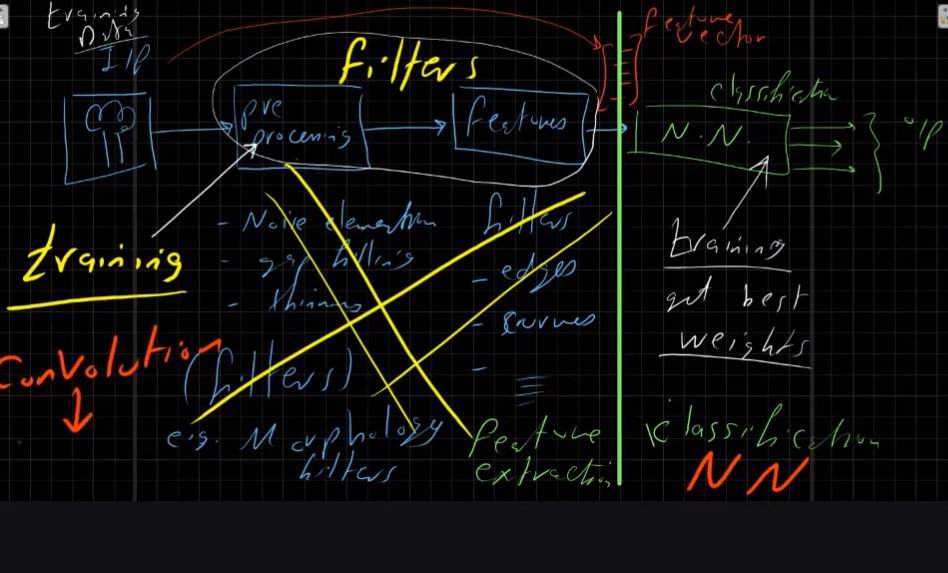 training
Data
I/P
filters
feature
vector
classification
pre
processing
features
N.N.
O/P
training
- Noise elemention
- gap filling
- thinning
(filters)
e.g. Morphology
filters
filters
- edges
- curves
-
feature
extraction
training
get best
weights
Convolution
classification
NN